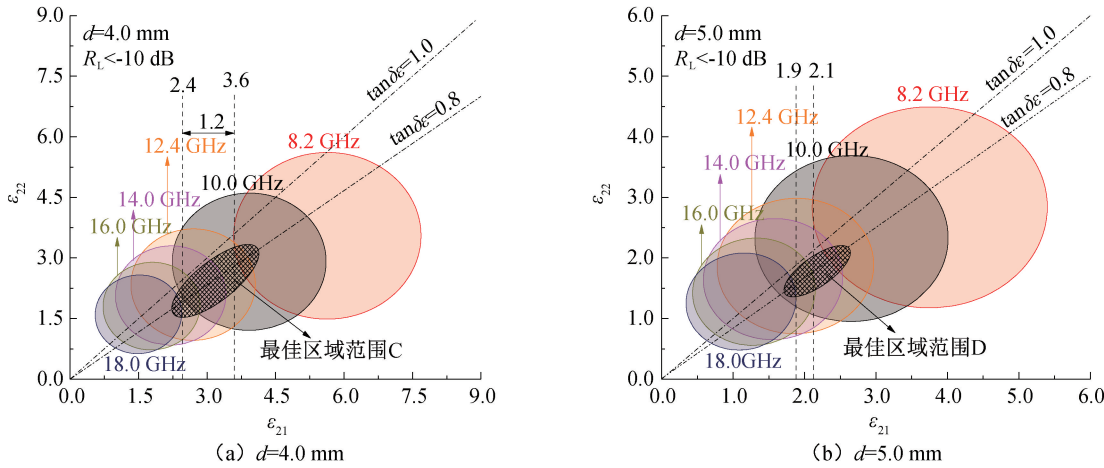 9.0
7.5
6.0
4.5
3.0
1.5
0.0
ε22
d=4.0 mm
RL<-10 dB
2.4
3.6
1.2
tanδε=1.0
tanδε=0.8
8.2 GHz
12.4 GHz
10.0 GHz
14.0 GHz
16.0 GHz
18.0 GHz
最佳区域范围C
0.0 1.5 3.0 4.5 6.0 7.5 9.0
ε21
（a）d=4.0 mm
6.0
5.0
4.0
3.0
2.0
1.0
0.0
ε22
d=5.0 mm
RL<-10 dB
1.9
2.1
tanδε=1.0
tanδε=0.8
8.2 GHz
12.4 GHz
10.0 GHz
14.0 GHz
16.0 GHz
18.0GHz
最佳区域范围D
0.0 1.0 2.0 3.0 4.0 5.0 6.0
ε21
（b）d=5.0 mm